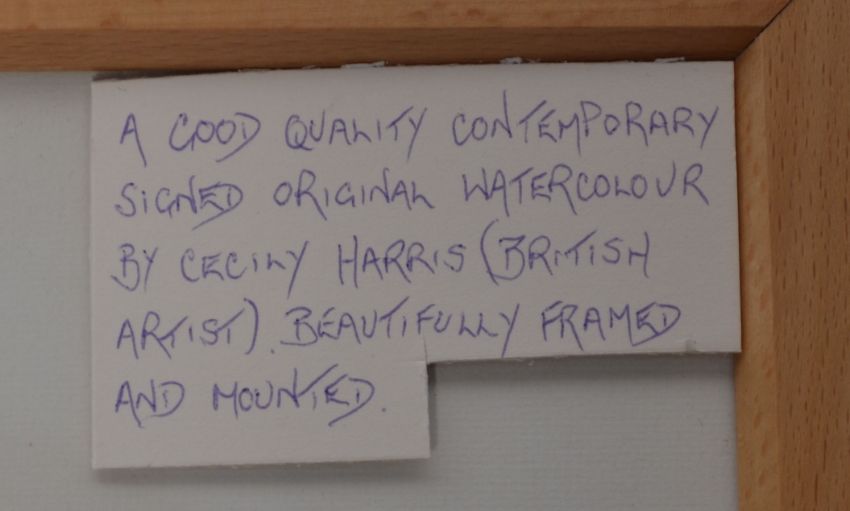 A GOOD QUALITY CONTEMPORARY
SIGNED ORIGINAL WATERCOLOUR
BY CECILY HARRIS (BRITISH
ARTIST). BEAUTIFULLY FRAMED
AND MOUNTED.